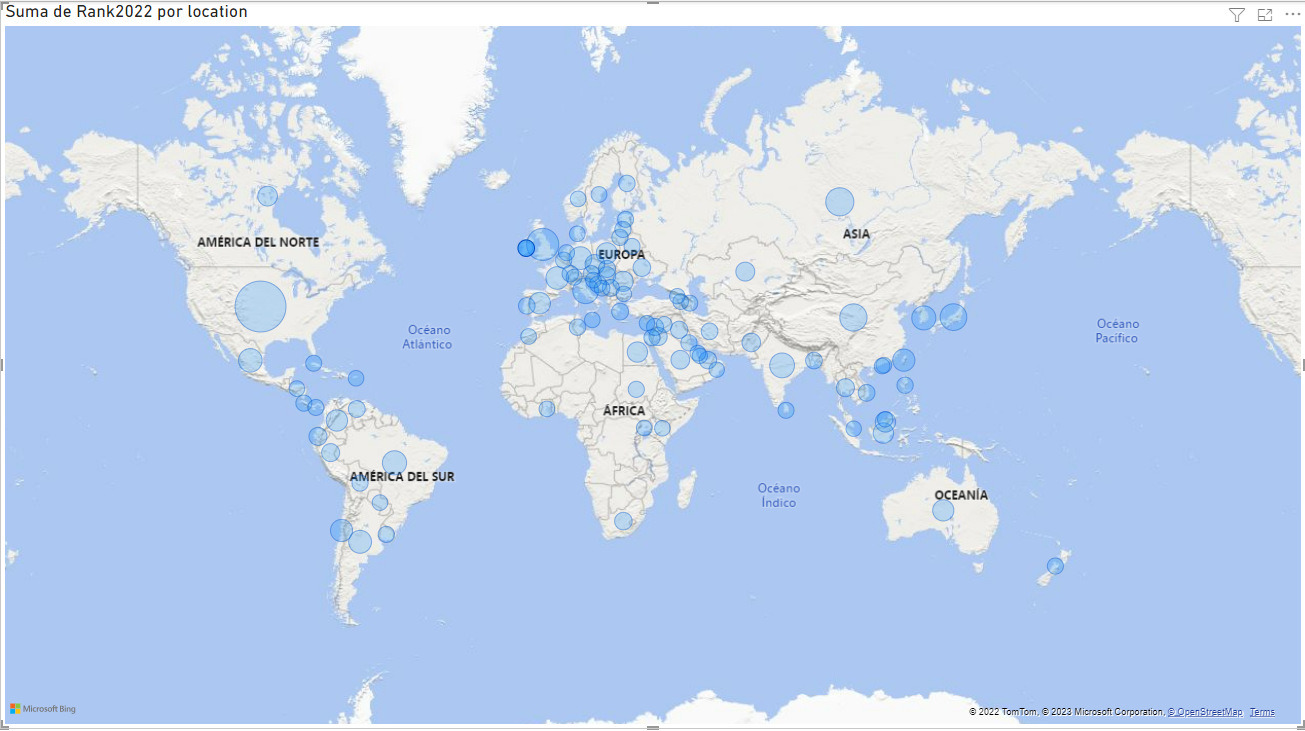 Suma de Rank2022 por location
AMÉRICA DEL NORTE
ASIA
EUROPA
Océano
Atlántico
Océano
Pacífico
ÁFRICA
AMÉRICA DEL SUR
Océano
Índico
OCEANÍA
Microsoft Bing
© 2022 TomTom, © 2023 Microsoft Corporation, © OpenStreetMap Terms